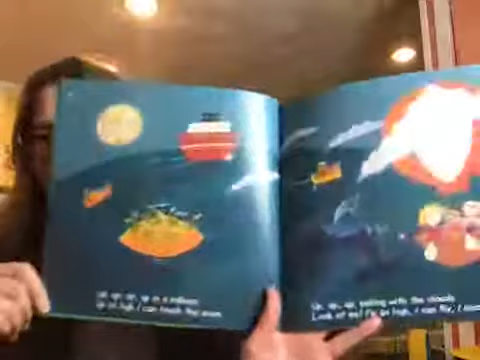 Up, up, up in a balloon
Up so high, I can touch the moon.
Up, up, up, sailing with the clouds
Look at me! I'm so high, I can fly, I